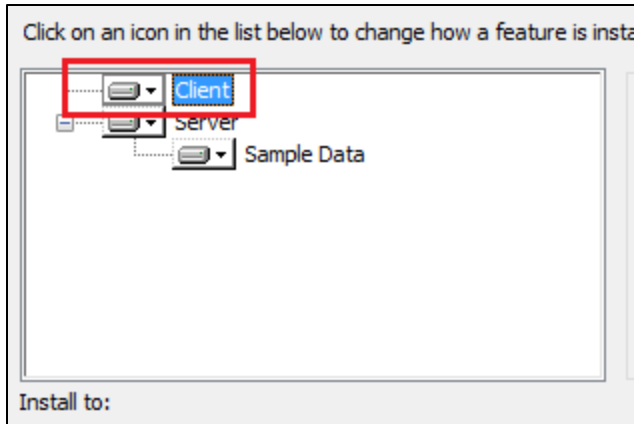 Click on an icon in the list below to change how a feature is insta
Client
Server
Sample Data
Install to: